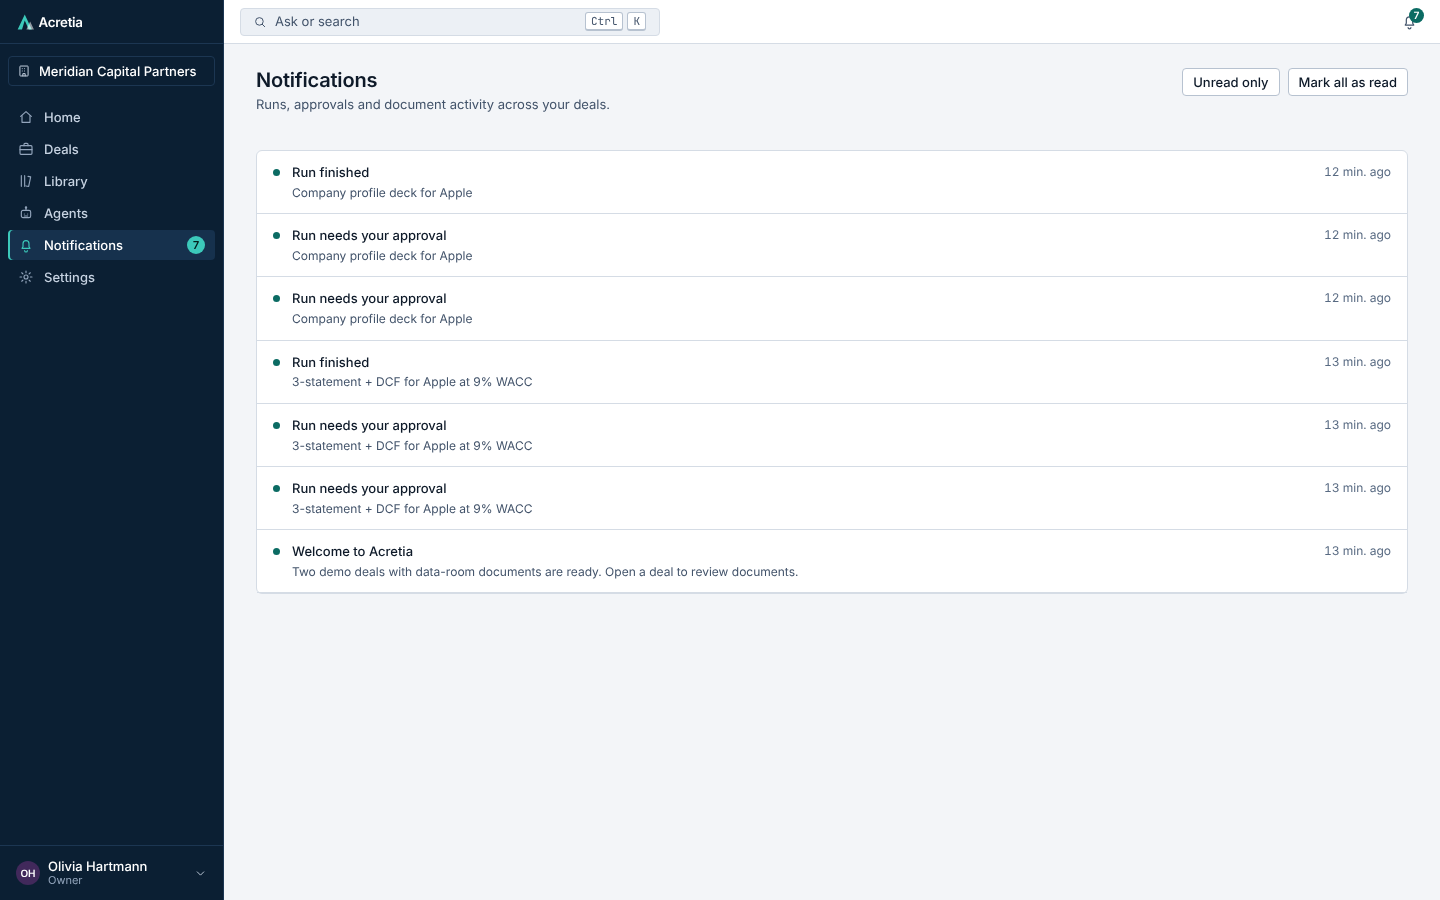 Acretia
Meridian Capital Partners
Home
Deals
Library
Agents
Notifications 7
Settings
Olivia Hartmann
OH
Owner
Ask or search Ctrl K
7
Notifications
Runs, approvals and document activity across your deals.
Unread only Mark all as read
Run finished 12 min. ago
Company profile deck for Apple
Run needs your approval 12 min. ago
Company profile deck for Apple
Run needs your approval 12 min. ago
Company profile deck for Apple
Run finished 13 min. ago
3-statement + DCF for Apple at 9% WACC
Run needs your approval 13 min. ago
3-statement + DCF for Apple at 9% WACC
Run needs your approval 13 min. ago
3-statement + DCF for Apple at 9% WACC
Welcome to Acretia 13 min. ago
Two demo deals with data-room documents are ready. Open a deal to review documents.